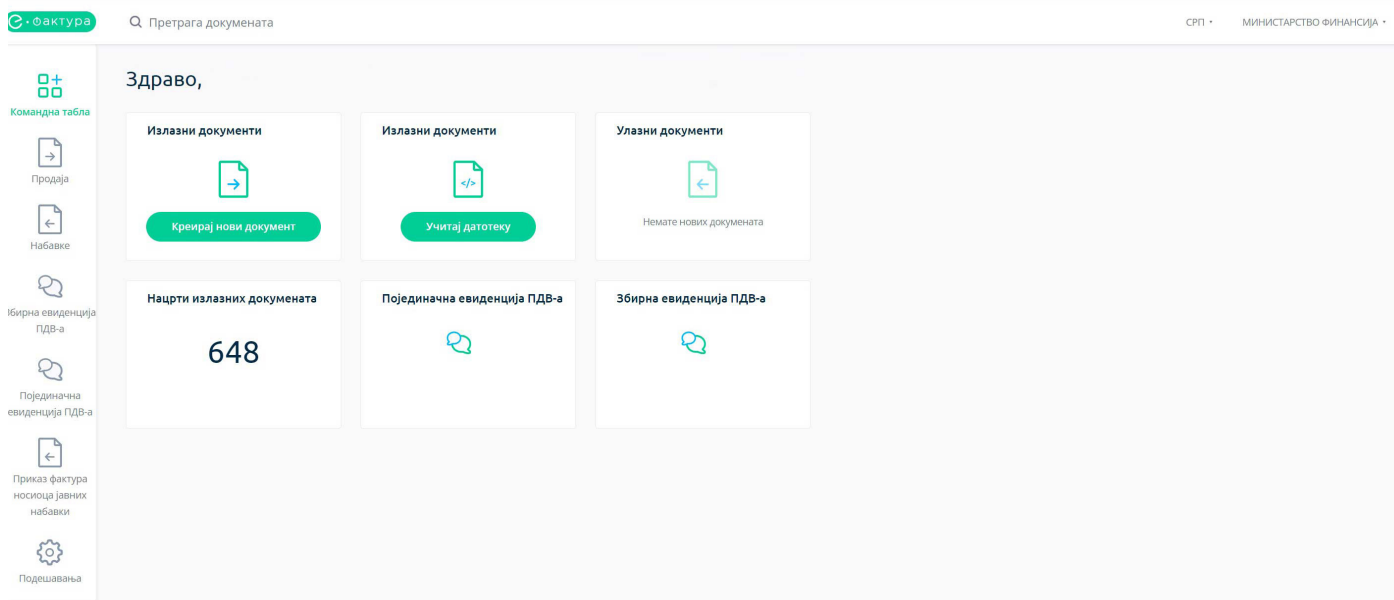 е·Фактура
Претрага докумената
СРП
МИНИСТАРСТВО ФИНАНСИЈА
Здраво,
Командна табла
Продаја
Набавке
Збирна евиденција
ПДВ-а
Појединачна
евиденција ПДВ-а
Приказ фактура
носиоца јавних
набавки
Подешавања
Излазни документи
Креирај нови документ
Излазни документи
</>
Учитај датотеку
Улазни документи
Немате нових докумената
Нацрти излазних докумената
648
Појединачна евиденција ПДВ-а
Збирна евиденција ПДВ-а